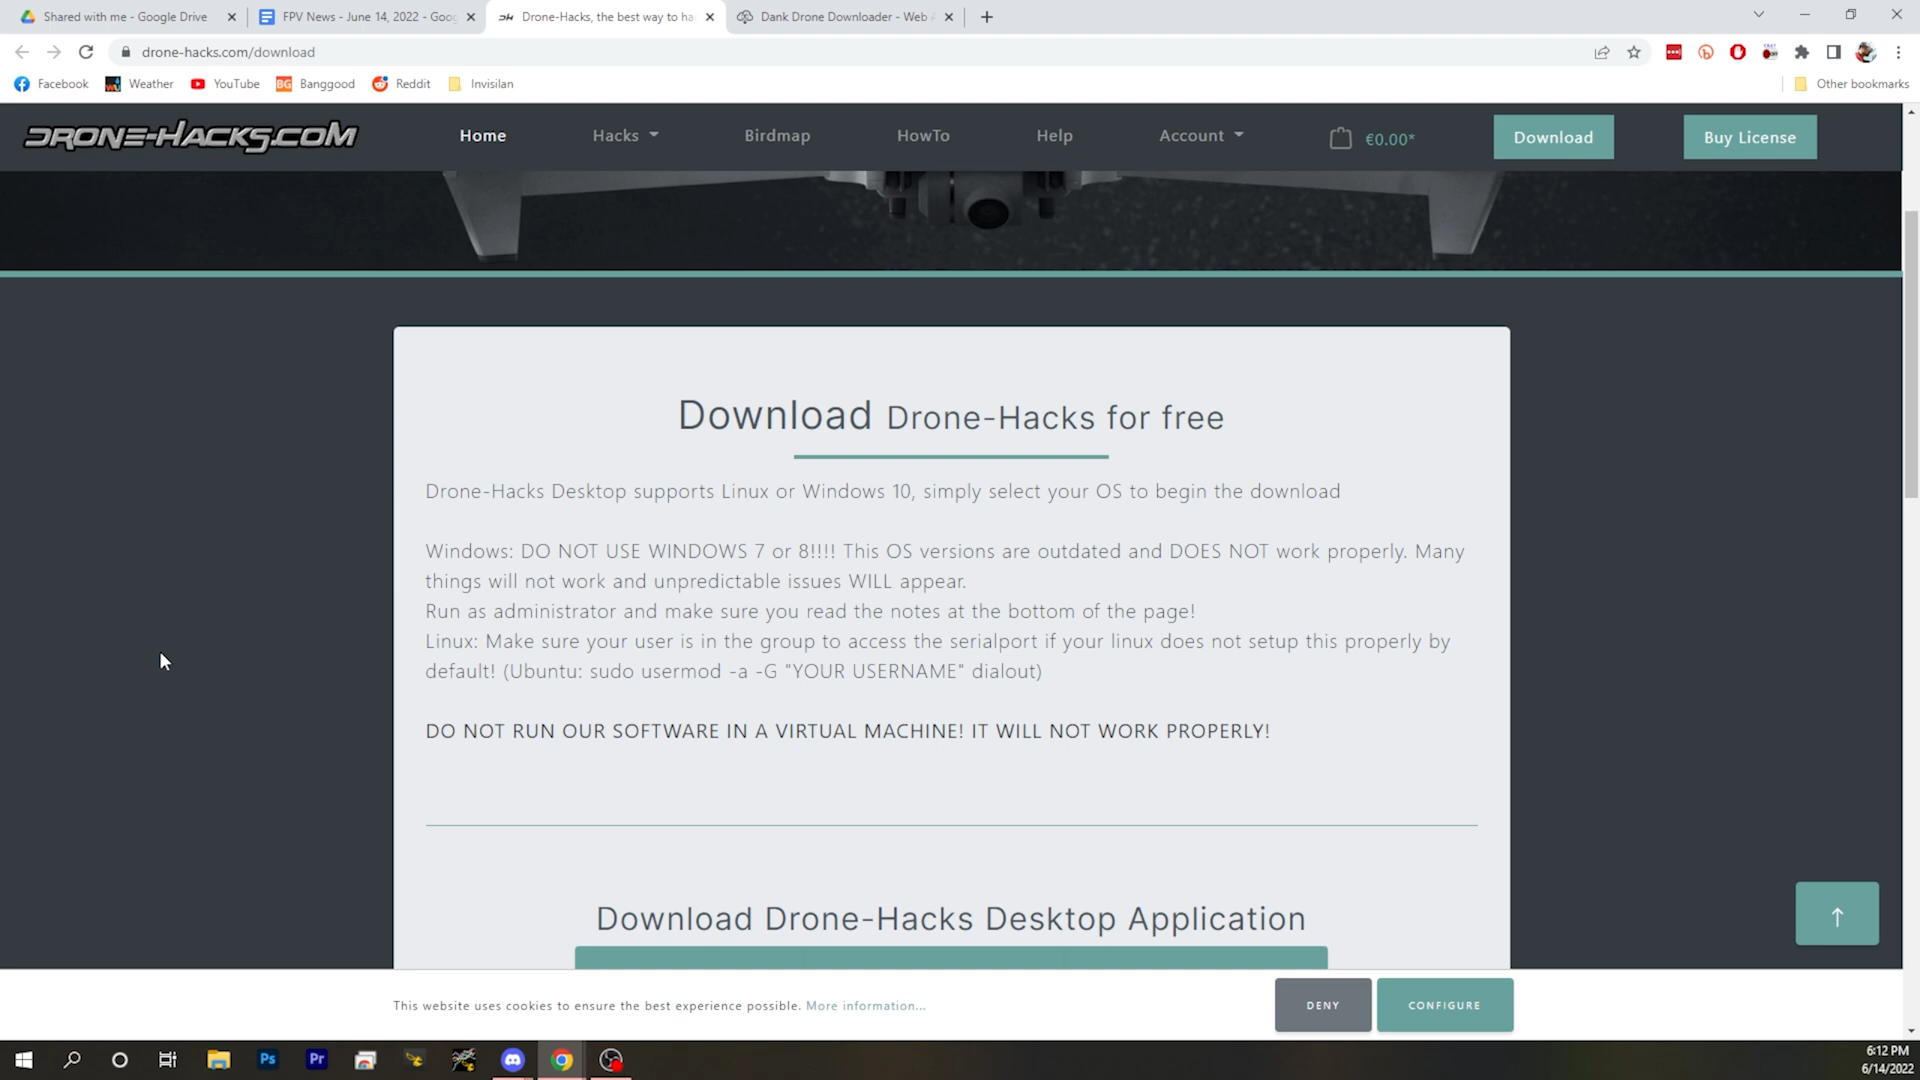 Shared with me - Google Drive
FPV News - June 14, 2022 - Goog
Drone-Hacks, the best way to ha
Dank Drone Downloader - Web A
drone-hacks.com/download
Facebook Weather YouTube BG Banggood Reddit Invisilan Other bookmarks
DRONE-HACKS.COM Home Hacks Birdmap HowTo Help Account €0.00* Download Buy License
Download Drone-Hacks for free
Drone-Hacks Desktop supports Linux or Windows 10, simply select your OS to begin the download
Windows: DO NOT USE WINDOWS 7 or 8!!!! This OS versions are outdated and DOES NOT work properly. Many
things will not work and unpredictable issues WILL appear.
Run as administrator and make sure you read the notes at the bottom of the page!
Linux: Make sure your user is in the group to access the serialport if your linux does not setup this properly by
default! (Ubuntu: sudo usermod -a -G "YOUR USERNAME" dialout)
DO NOT RUN OUR SOFTWARE IN A VIRTUAL MACHINE! IT WILL NOT WORK PROPERLY!
Download Drone-Hacks Desktop Application
This website uses cookies to ensure the best experience possible. More information...
DENY CONFIGURE
Ps Pr
6:12 PM
6/14/2022